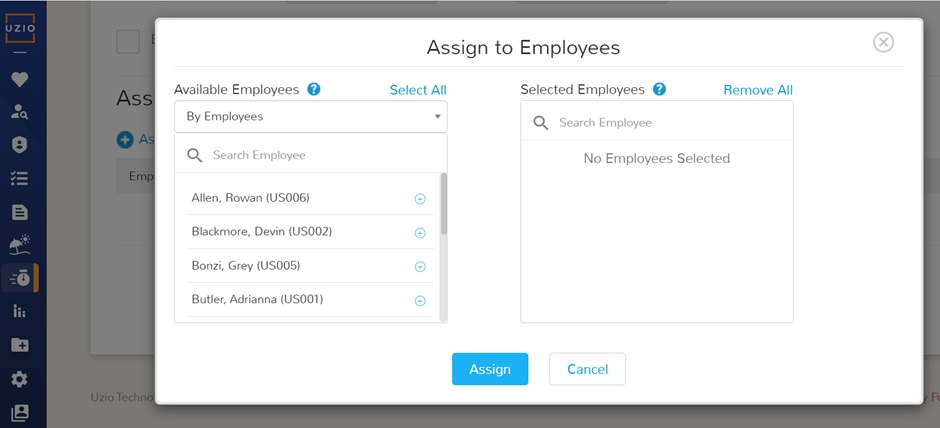 UZIO
Assign to Employees
Available Employees ? Select All
Selected Employees ? Remove All
By Employees
Search Employee
Search Employee
No Employees Selected
Allen, Rowan (US006)
Blackmore, Devin (US002)
Bonzi, Grey (US005)
Butler, Adrianna (US001)
Assign
Cancel
Ass
As
Emp
Uzio Techno